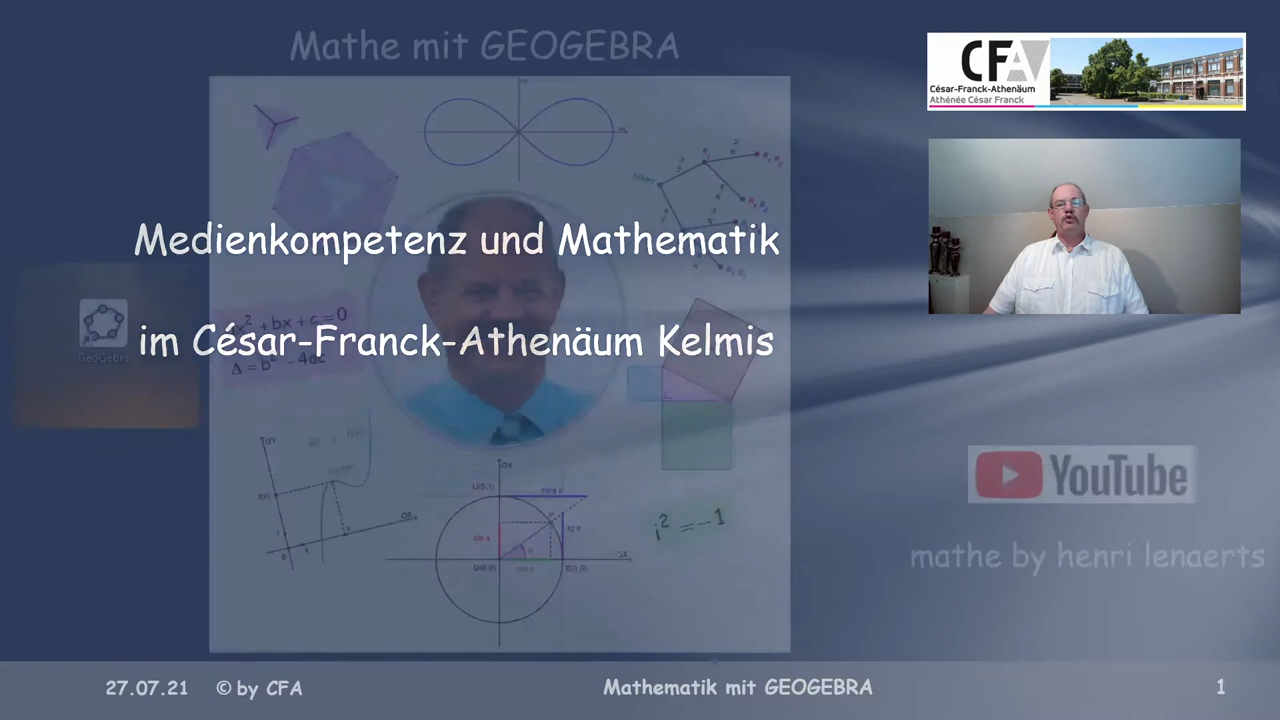 Mathe mit GEOGEBRA
CFA
César-Franck-Athenäum
Athénée César Franck
Medienkompetenz und Mathematik
im César-Franck-Athenäum Kelmis
GeoGebra
x² + bx + c = 0
Δ = b² - 4ac
i² = -1
YouTube
mathe by henri lenaerts
27.07.21 © by CFA
Mathematik mit GEOGEBRA
1